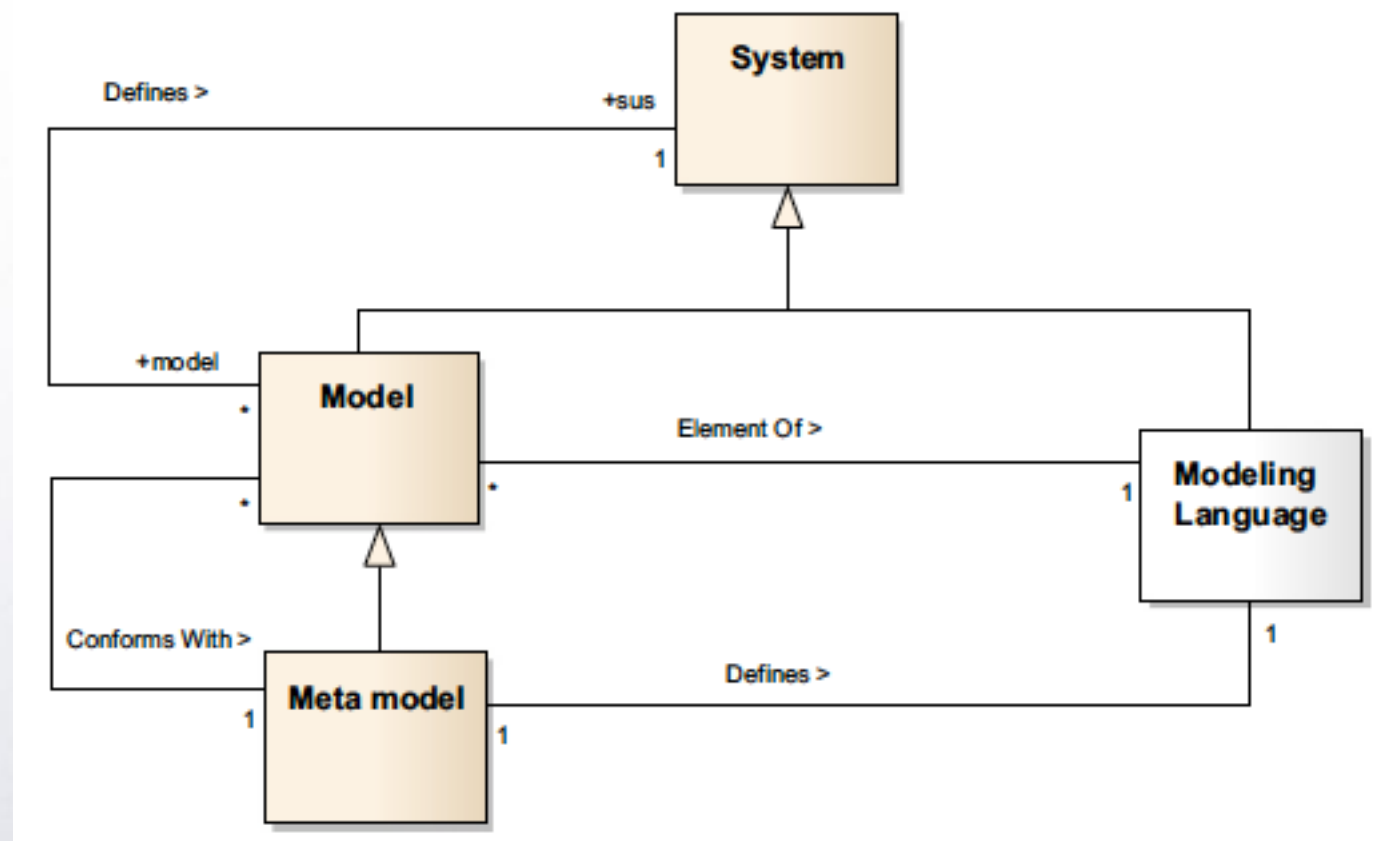 System
Defines >
+sus
1
+model
*
Model
Element Of >
*
1
Modeling
Language
*
Conforms With >
1
Meta model
Defines >
1
1